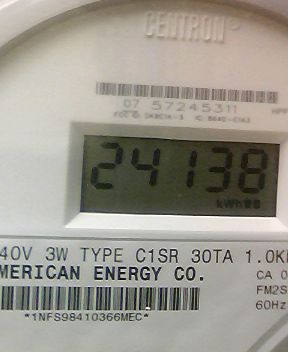 CENTRON®
07 57245311
24138
kWh
40V 3W TYPE C1SR 30TA 1.0K
MERICAN ENERGY CO.
CA 0
FM2S
60Hz
*1NFS98410366MEC*